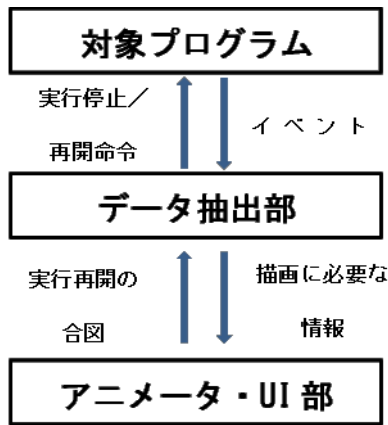 対象プログラム
実行停止／
再開命令
イベント
データ抽出部
実行再開の
合図
描画に必要な
情報
アニメータ・UI部